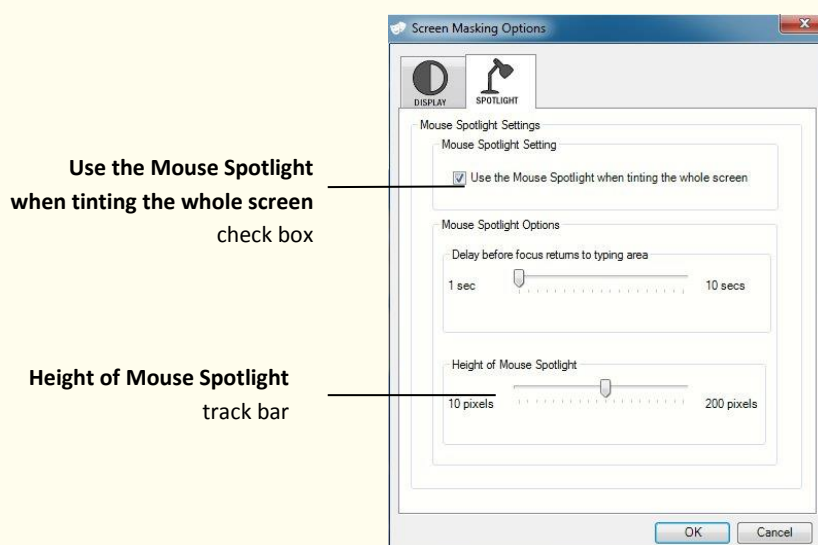 Screen Masking Options
DISPLAY
SPOTLIGHT
Mouse Spotlight Settings
Mouse Spotlight Setting
Use the Mouse Spotlight
when tinting the whole screen
check box
Use the Mouse Spotlight when tinting the whole screen
Mouse Spotlight Options
Delay before focus returns to typing area
1 sec
10 secs
Height of Mouse Spotlight
track bar
Height of Mouse Spotlight
10 pixels
200 pixels
OK
Cancel